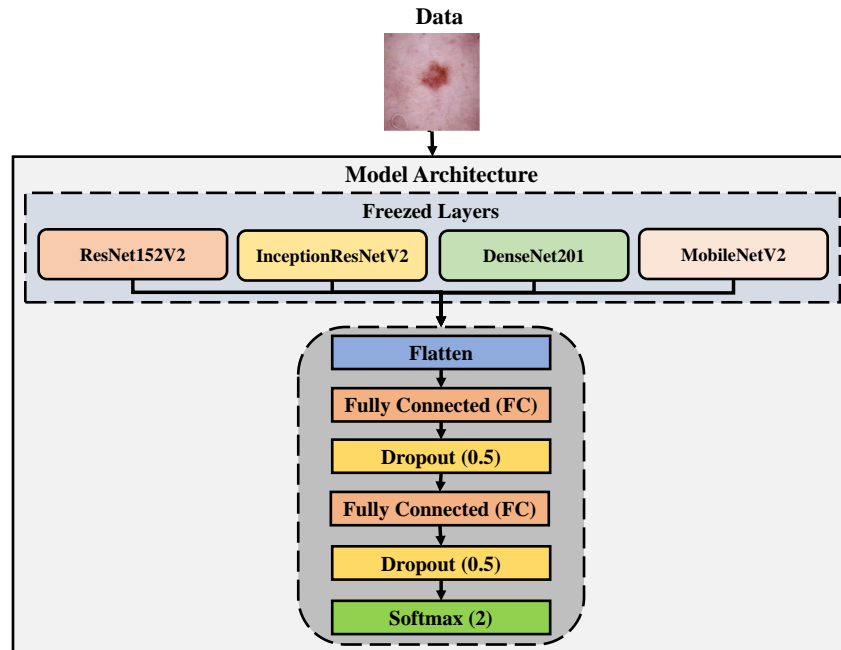 Data
Model Architecture
Freezed Layers
ResNet152V2
InceptionResNetV2
DenseNet201
MobileNetV2
Flatten
Fully Connected (FC)
Dropout (0.5)
Fully Connected (FC)
Dropout (0.5)
Softmax (2)